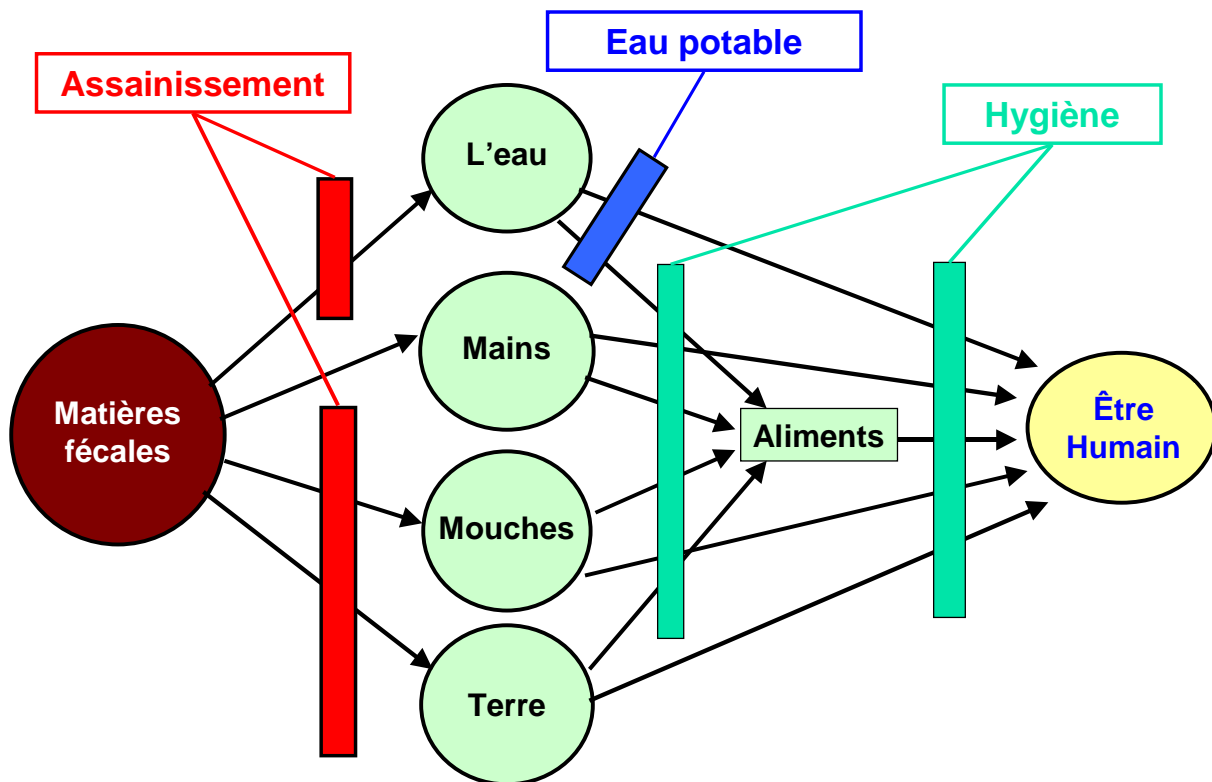 Eau potable
Assainissement
Hygiène
L’eau
Mains
Matières
fécales
Aliments
Être
Humain
Mouches
Terre